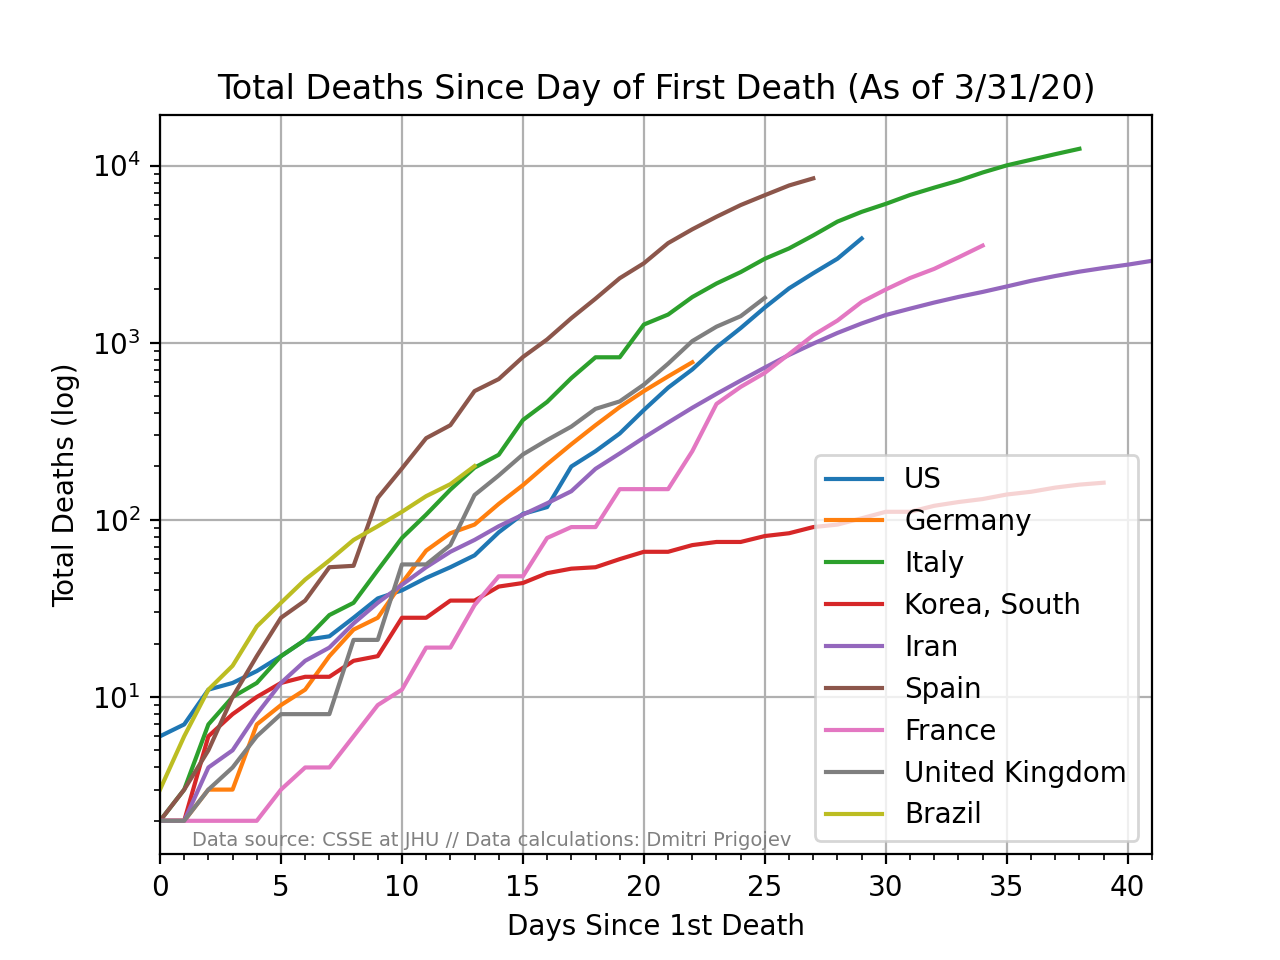 Total Deaths Since Day of First Death (As of 3/31/20)
Total Deaths (log)
10⁴
10³
10²
10¹
US
Germany
Italy
Korea, South
Iran
Spain
France
United Kingdom
Brazil
Data source: CSSE at JHU // Data calculations: Dmitri Prigojev
0 5 10 15 20 25 30 35 40
Days Since 1st Death